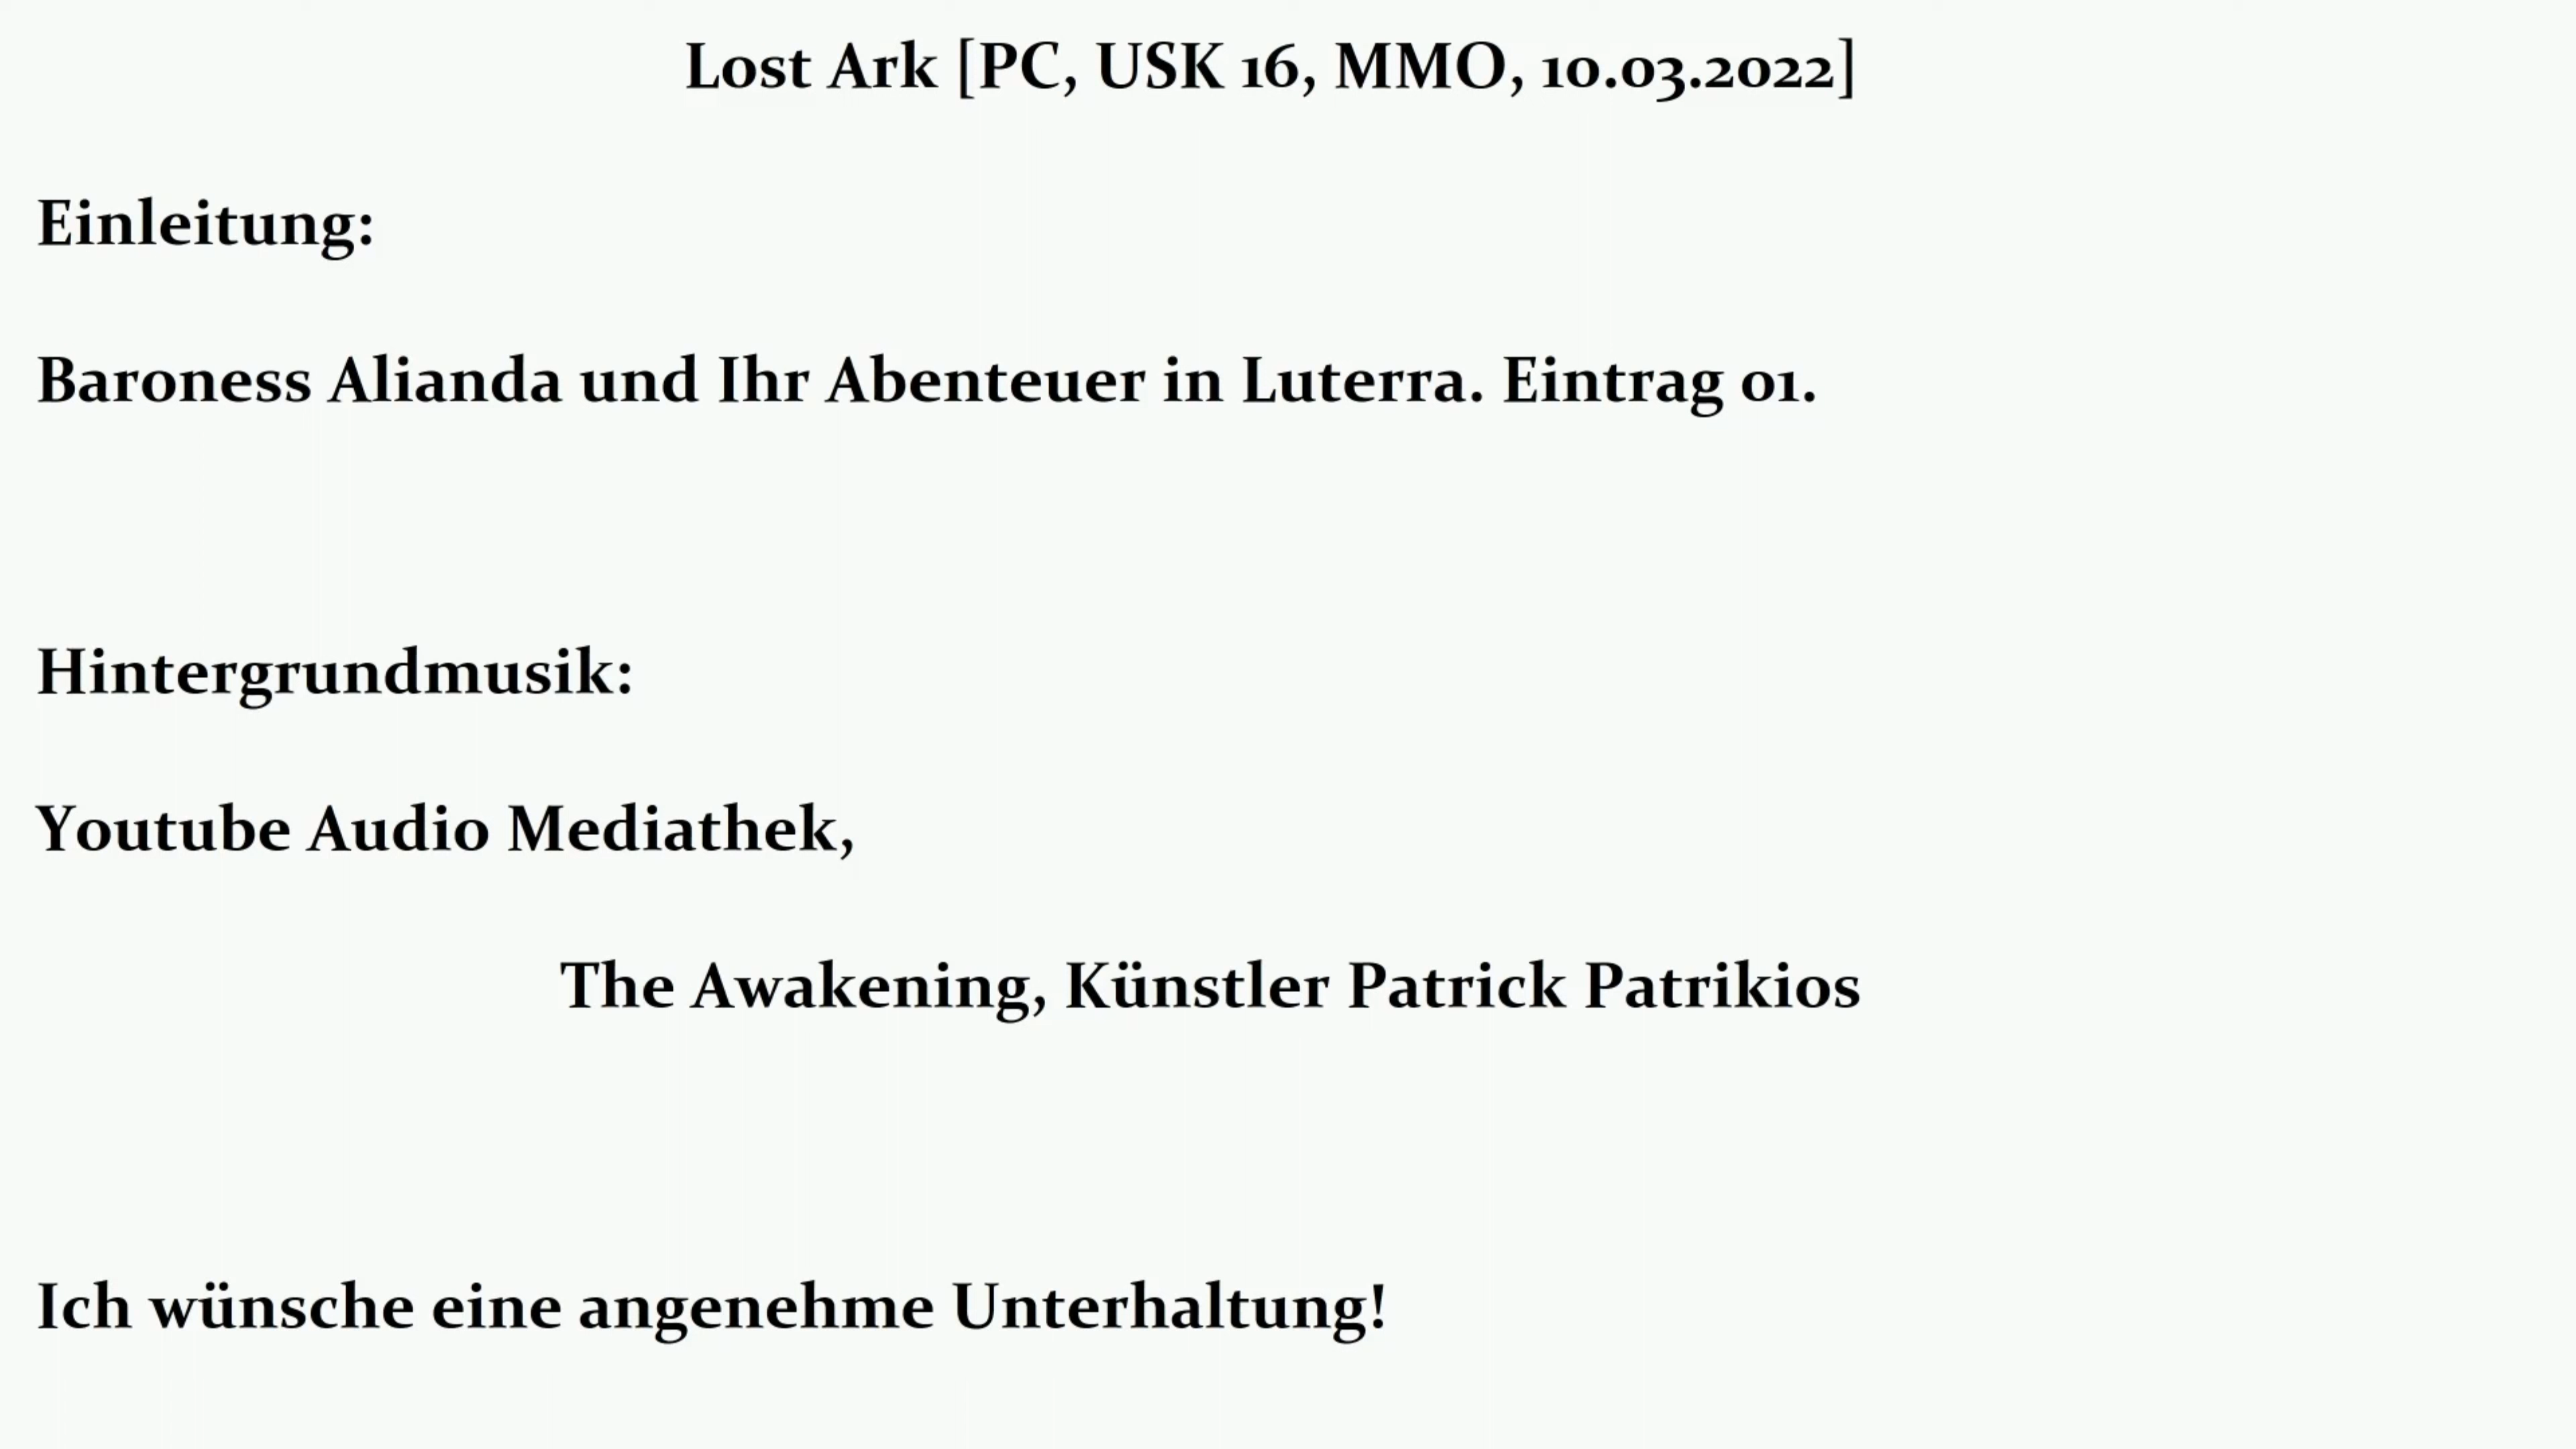 Lost Ark [PC, USK 16, MMO, 10.03.2022]
Einleitung:
Baroness Alianda und Ihr Abenteuer in Luterra. Eintrag 01.
Hintergrundmusik:
Youtube Audio Mediathek,
The Awakening, Künstler Patrick Patrikios
Ich wünsche eine angenehme Unterhaltung!